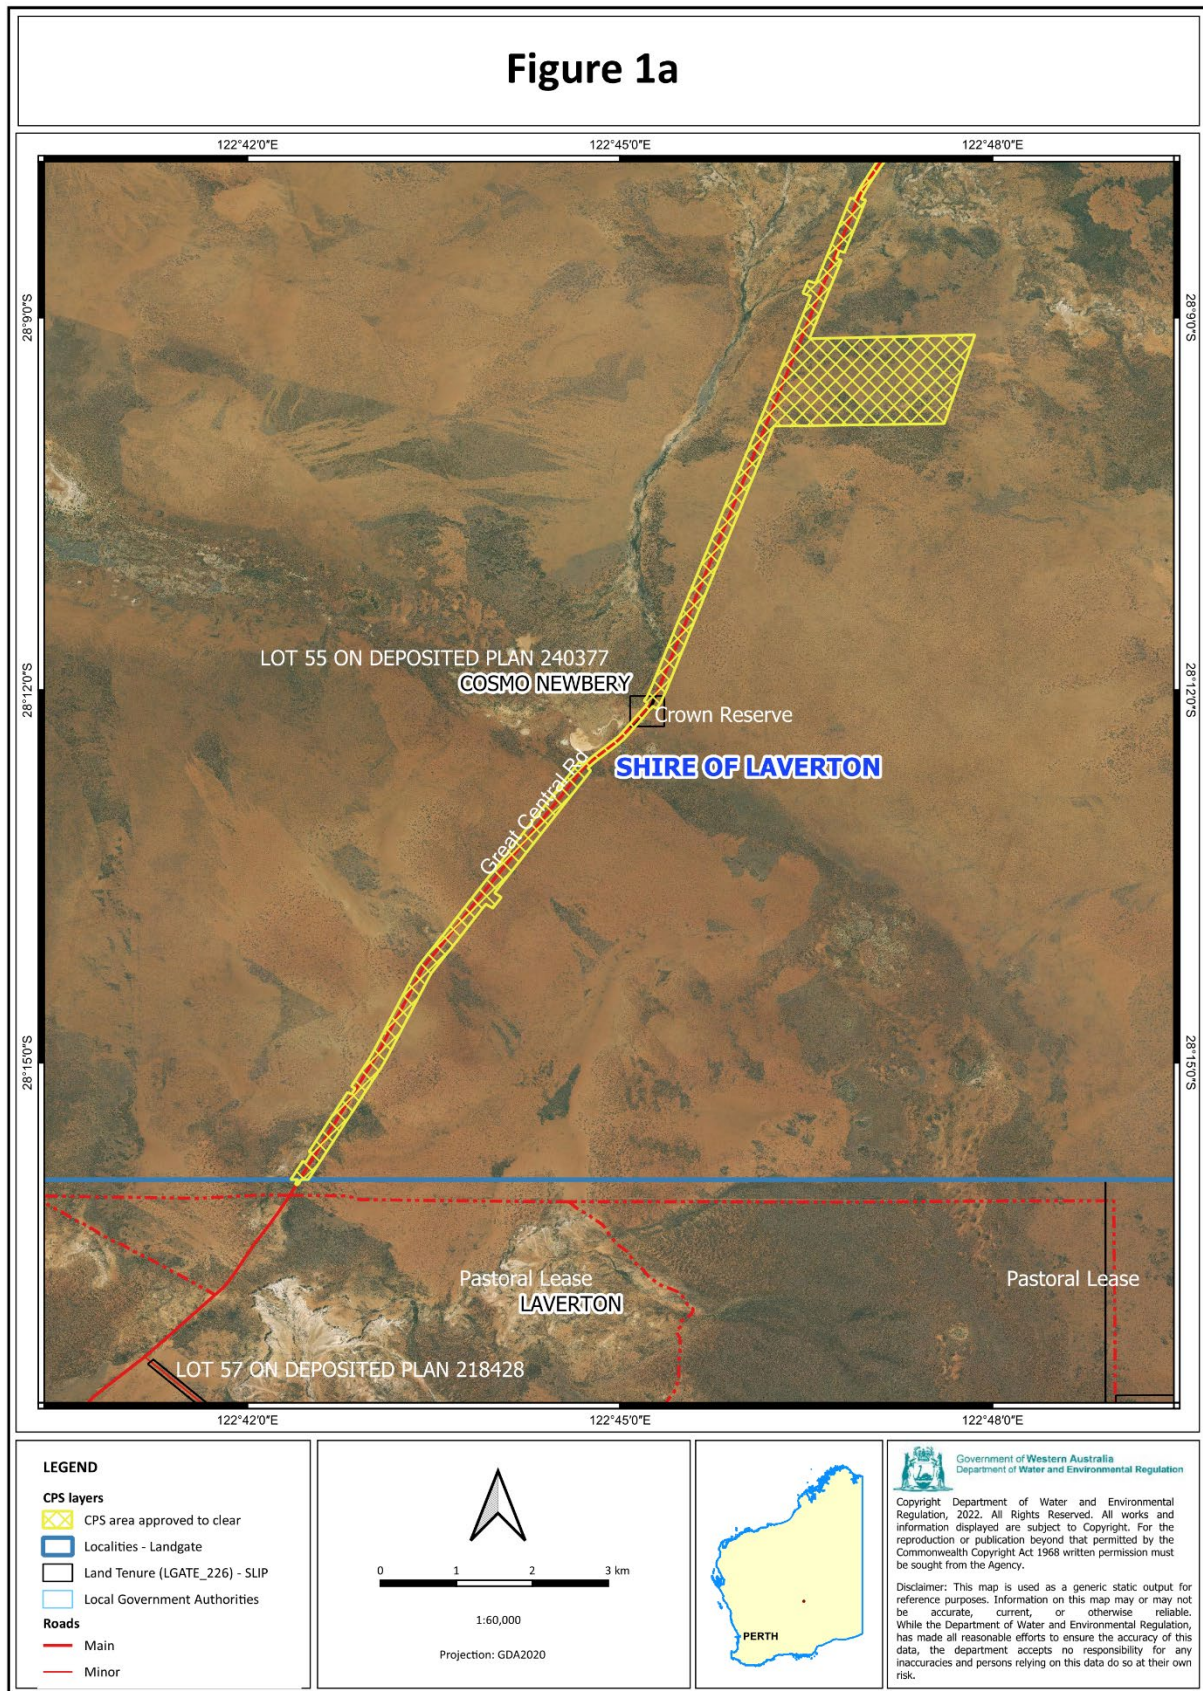 Figure 1a
122°42'0"E
122°45'0"E
122°48'0"E
28°9'0"S
28°9'0"S
LOT 55 ON DEPOSITED PLAN 240377
COSMO NEWBERY
28°12'0"S
28°12'0"S
Crown Reserve
SHIRE OF LAVERTON
Great Central Rd
28°15'0"S
28°15'0"S
Pastoral Lease
Pastoral Lease
LAVERTON
LOT 57 ON DEPOSITED PLAN 218428
122°42'0"E
122°45'0"E
122°48'0"E
LEGEND
CPS layers
CPS area approved to clear
Localities - Landgate
Land Tenure (LGATE_226) - SLIP
Local Government Authorities
Roads
Main
Minor
0 1 2 3 km
1:60,000
Projection: GDA2020
PERTH
Government of Western Australia
Department of Water and Environmental Regulation
Copyright Department of Water and Environmental
Regulation, 2022. All Rights Reserved. All works and
information displayed are subject to Copyright. For the
reproduction or publication beyond that permitted by the
Commonwealth Copyright Act 1968 written permission must
be sought from the Agency.
Disclaimer: This map is used as a generic static output for
reference purposes. Information on this map may or may not
be accurate, current, or otherwise reliable.
While the Department of Water and Environmental Regulation,
has made all reasonable efforts to ensure the accuracy of this
data, the department accepts no responsibility for any
inaccuracies and persons relying on this data do so at their own
risk.